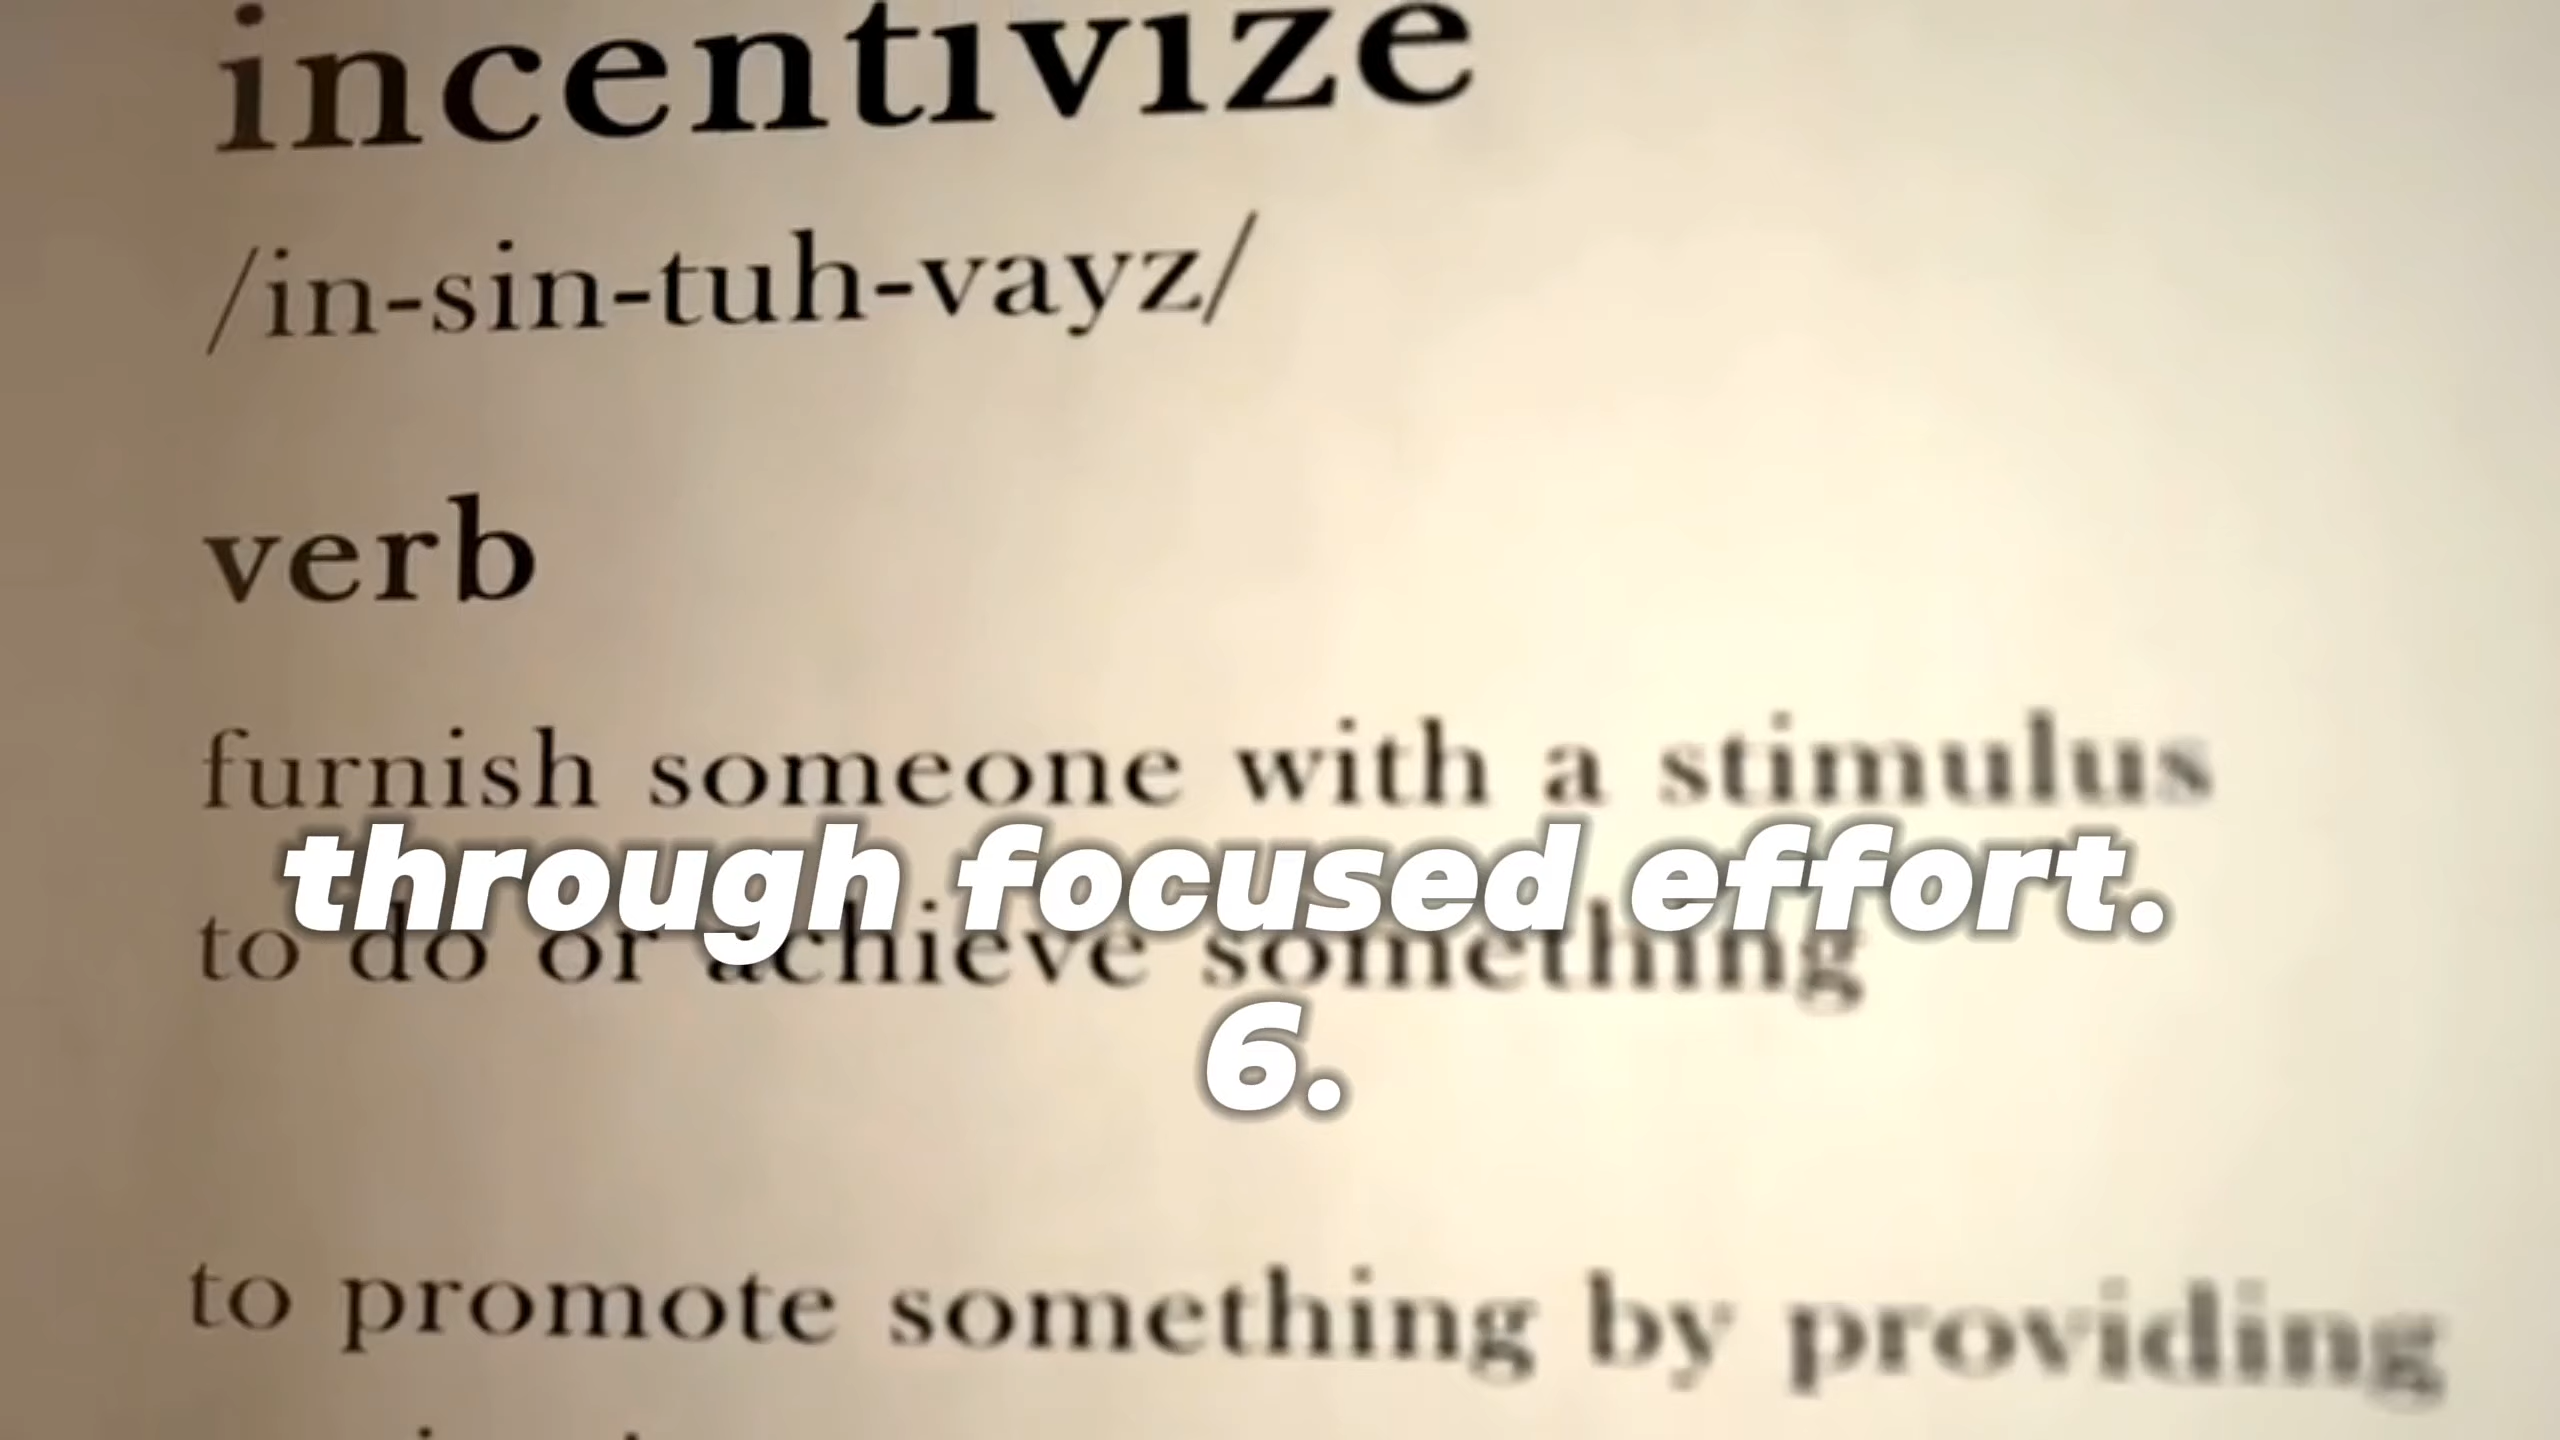 incentivize
/in-sin-tuh-vayz/
verb
furnish someone with a stimulus
through focused effort.
to do or achieve something
6.
to promote something by providing